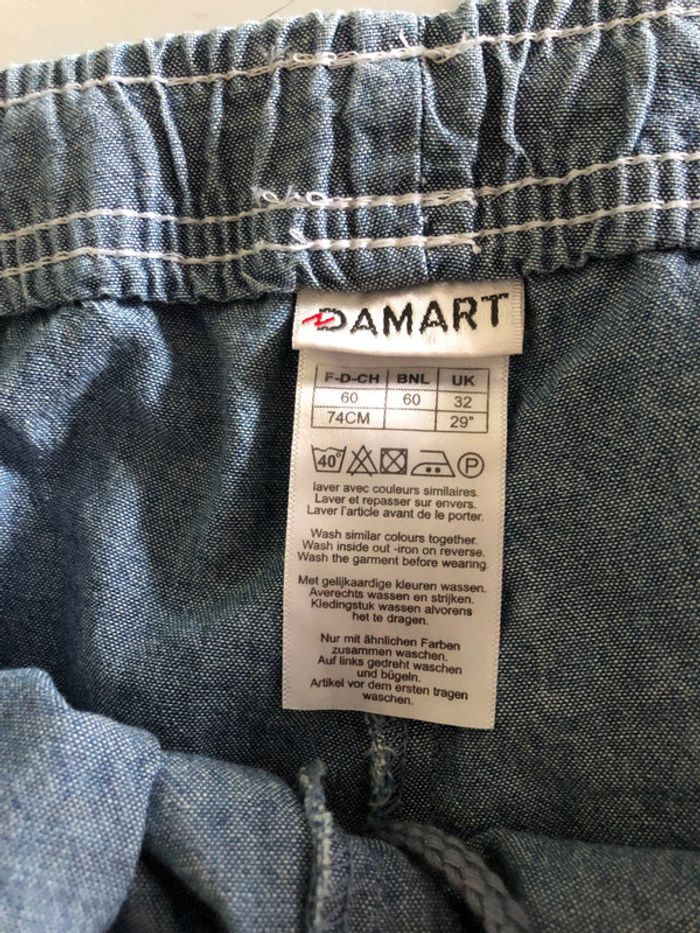 DAMART
F-D-CH BNL UK
60 60 32
74CM 29"
40° P
laver avec couleurs similaires.
Laver et repasser sur envers.
Laver l'article avant de le porter.
Wash similar colours together.
Wash inside out -iron on reverse.
Wash the garment before wearing.
Met gelijkaardige kleuren wassen.
Averechts wassen en strijken.
Kledingstuk wassen alvorens
het te dragen.
Nur mit ähnlichen Farben
zusammen waschen.
Auf links gedreht waschen
und bügeln.
Artikel vor dem ersten tragen
waschen.